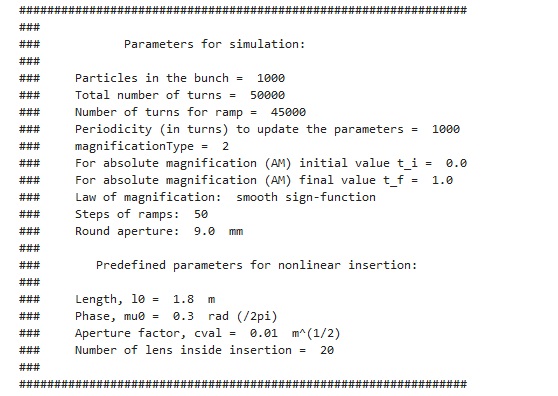 ################################################################
###
### Parameters for simulation:
###
### Particles in the bunch = 1000
### Total number of turns = 50000
### Number of turns for ramp = 45000
### Periodicity (in turns) to update the parameters = 1000
### magnificationType = 2
### For absolute magnification (AM) initial value t_i = 0.0
### For absolute magnification (AM) final value t_f = 1.0
### Law of magnification: smooth sign-function
### Steps of ramps: 50
### Round aperture: 9.0 mm
###
### Predefined parameters for nonlinear insertion:
###
### Length, l0 = 1.8 m
### Phase, mu0 = 0.3 rad (/2pi)
### Aperture factor, cval = 0.01 m^(1/2)
### Number of lens inside insertion = 20
###
################################################################